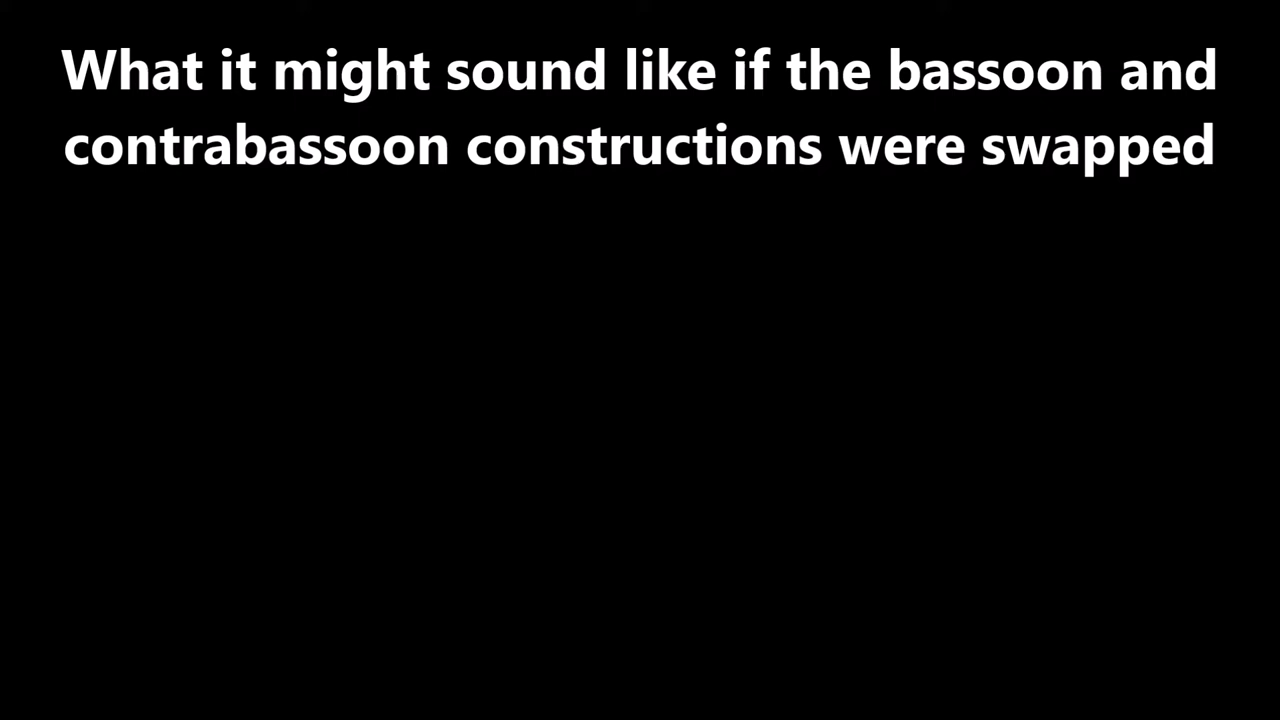 What it might sound like if the bassoon and
contrabassoon constructions were swapped